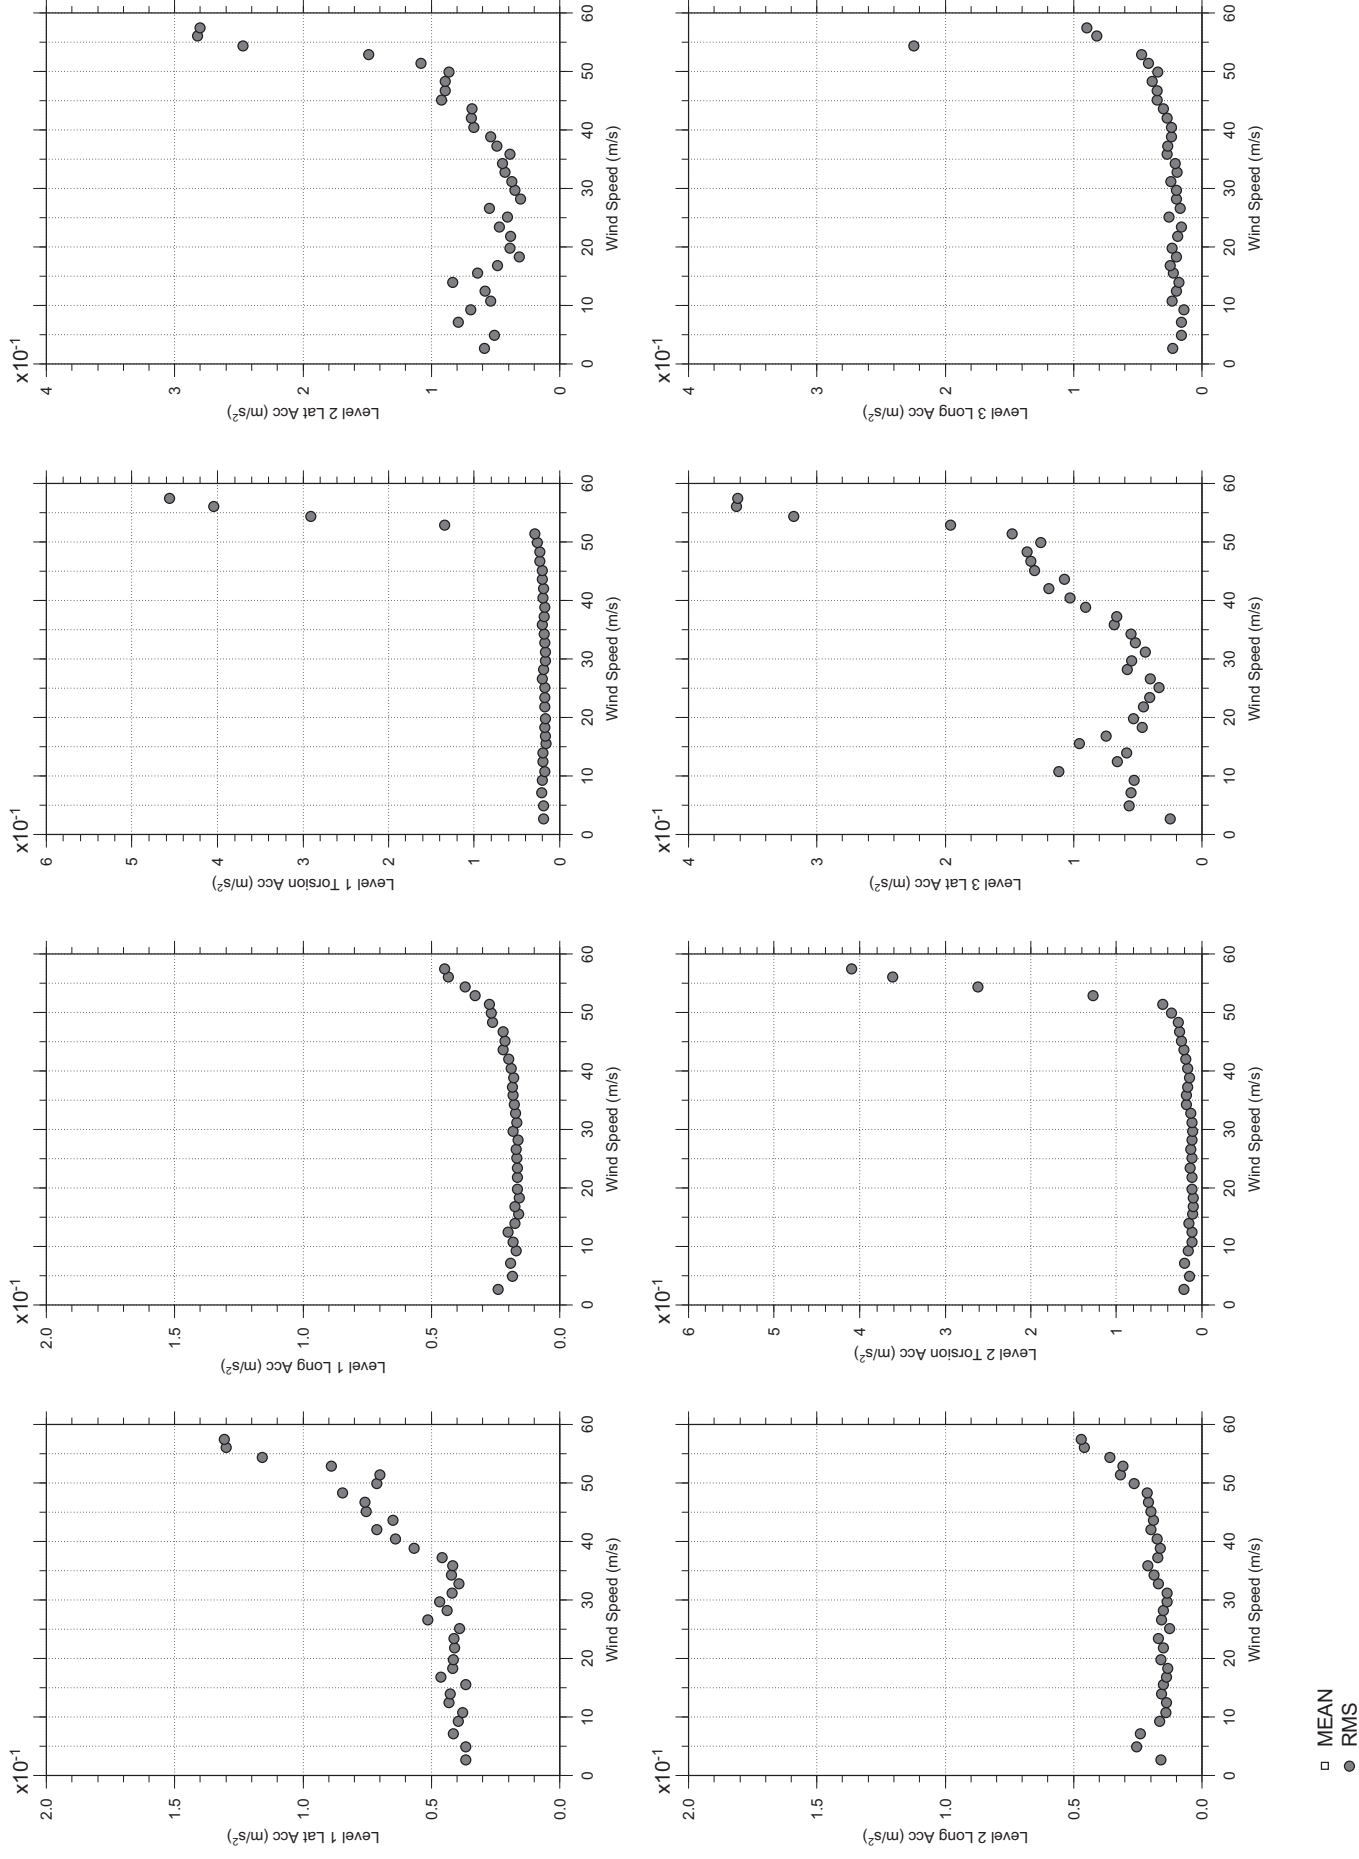 x10⁻¹
2.0
1.5
1.0
0.5
0.0
Level 1 Lat Acc (m/s²)
0 10 20 30 40 50 60
Wind Speed (m/s)
x10⁻¹
2.0
1.5
1.0
0.5
0.0
Level 1 Long Acc (m/s²)
0 10 20 30 40 50 60
Wind Speed (m/s)
x10⁻¹
6
5
4
3
2
1
0
Level 1 Torsion Acc (m/s²)
0 10 20 30 40 50 60
Wind Speed (m/s)
x10⁻¹
4
3
2
1
0
Level 2 Lat Acc (m/s²)
0 10 20 30 40 50 60
Wind Speed (m/s)
x10⁻¹
2.0
1.5
1.0
0.5
0.0
Level 2 Long Acc (m/s²)
0 10 20 30 40 50 60
Wind Speed (m/s)
x10⁻¹
6
5
4
3
2
1
0
Level 2 Torsion Acc (m/s²)
0 10 20 30 40 50 60
Wind Speed (m/s)
x10⁻¹
4
3
2
1
0
Level 3 Lat Acc (m/s²)
0 10 20 30 40 50 60
Wind Speed (m/s)
x10⁻¹
4
3
2
1
0
Level 3 Long Acc (m/s²)
0 10 20 30 40 50 60
Wind Speed (m/s)
MEAN
RMS